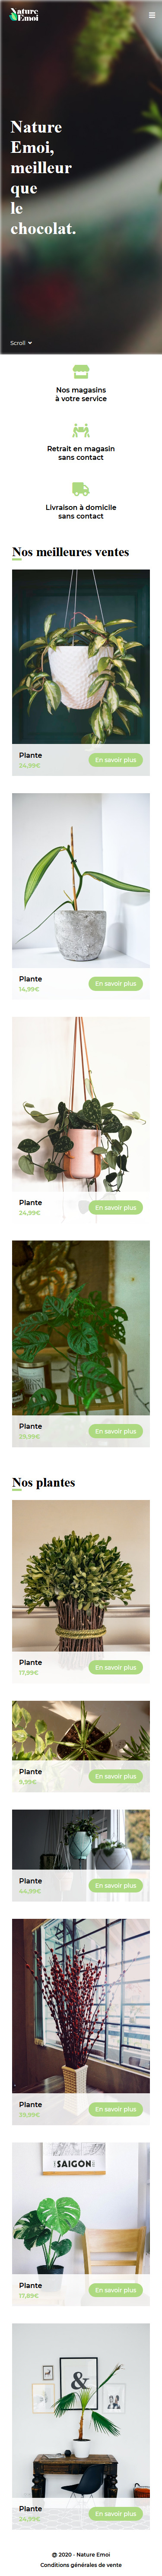 Nature
Emoi
Nature
Emoi,
meilleur
que
le
chocolat.
Scroll
Nos magasins
à votre service
Retrait en magasin
sans contact
Livraison à domicile
sans contact
Nos meilleures ventes
Plante
24,99€
En savoir plus
Plante
14,99€
En savoir plus
Plante
24,99€
En savoir plus
Plante
29,99€
En savoir plus
Nos plantes
Plante
17,99€
En savoir plus
Plante
9,99€
En savoir plus
Plante
44,99€
En savoir plus
Plante
39,99€
En savoir plus
SAIGON
Plante
17,89€
En savoir plus
&
Plante
24,99€
En savoir plus
@ 2020 - Nature Emoi
Conditions générales de vente